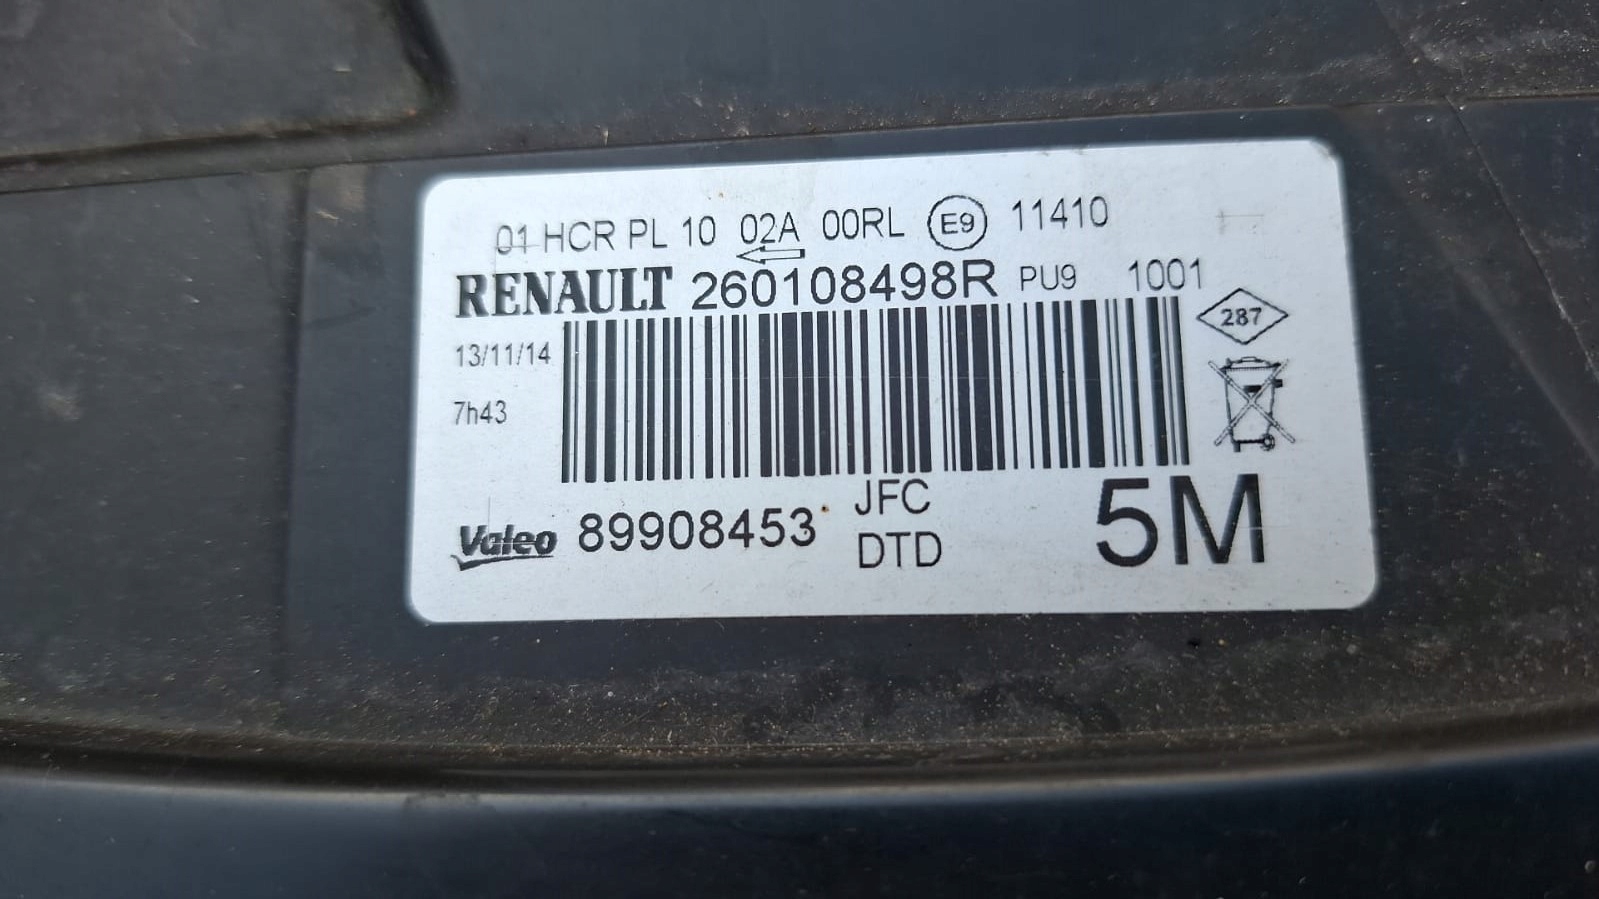 01 HCR PL 10 02A 00RL E9 11410
RENAULT 260108498R PU9 1001
287
13/11/14
7h43
Valeo 89908453 JFC
DTD
5M